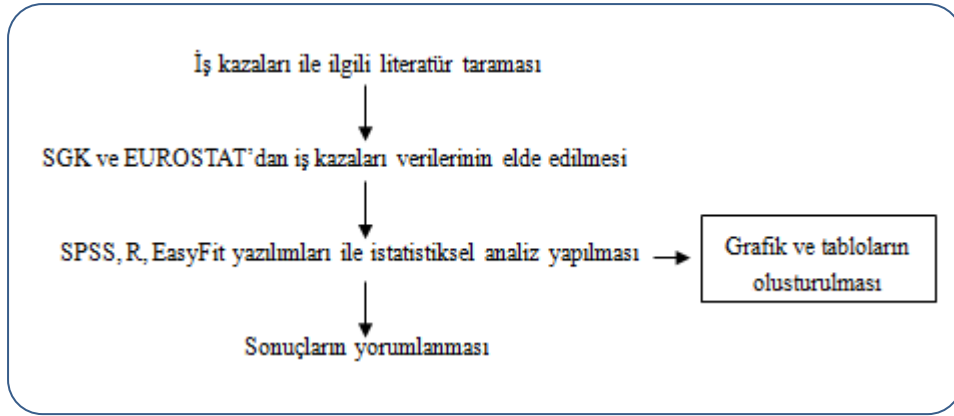 İş kazaları ile ilgili literatür taraması
SGK ve EUROSTAT'dan iş kazaları verilerinin elde edilmesi
SPSS, R, EasyFit yazılımları ile istatistiksel analiz yapılması
Grafik ve tabloların
olusturulması
Sonuçların yorumlanması